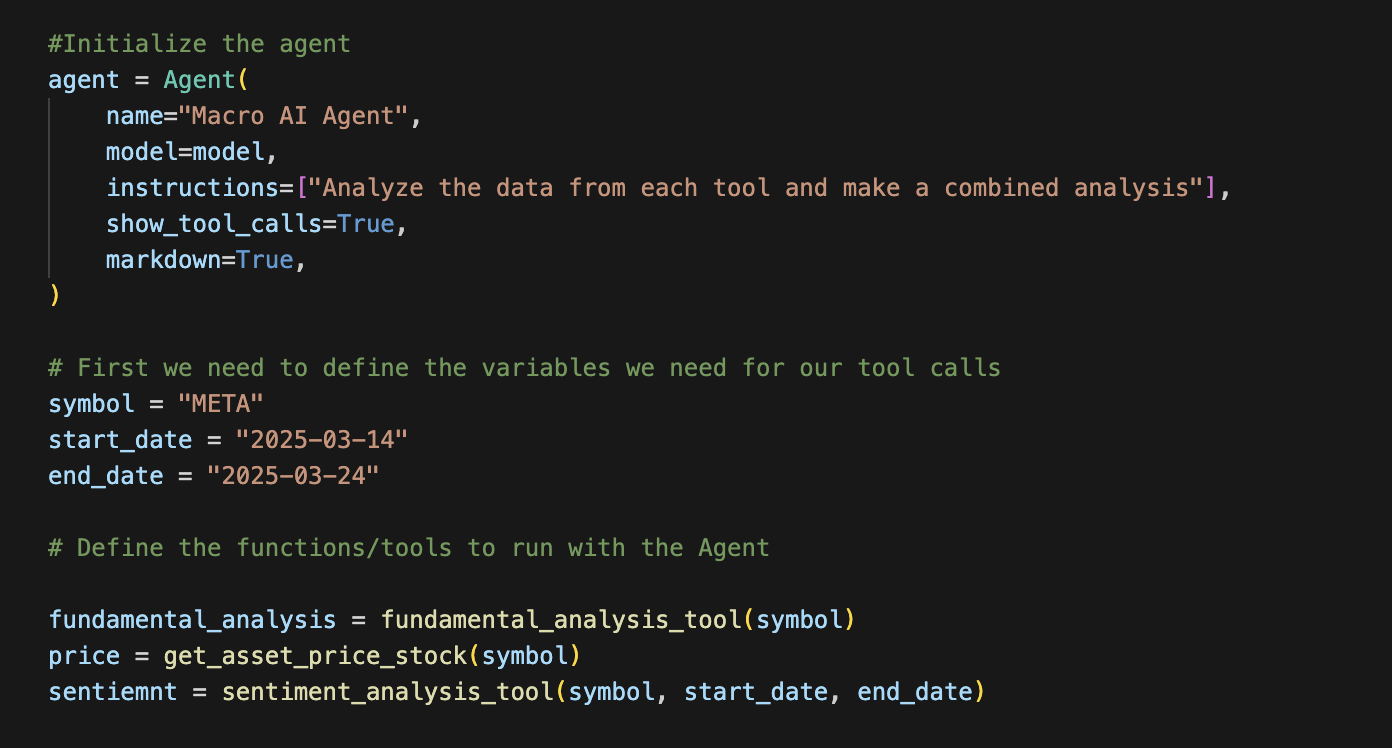 #Initialize the agent
agent = Agent(
    name="Macro AI Agent",
    model=model,
    instructions=["Analyze the data from each tool and make a combined analysis"],
    show_tool_calls=True,
    markdown=True,
)
# First we need to define the variables we need for our tool calls
symbol = "META"
start_date = "2025-03-14"
end_date = "2025-03-24"
# Define the functions/tools to run with the Agent
fundamental_analysis = fundamental_analysis_tool(symbol)
price = get_asset_price_stock(symbol)
sentiemnt = sentiment_analysis_tool(symbol, start_date, end_date)